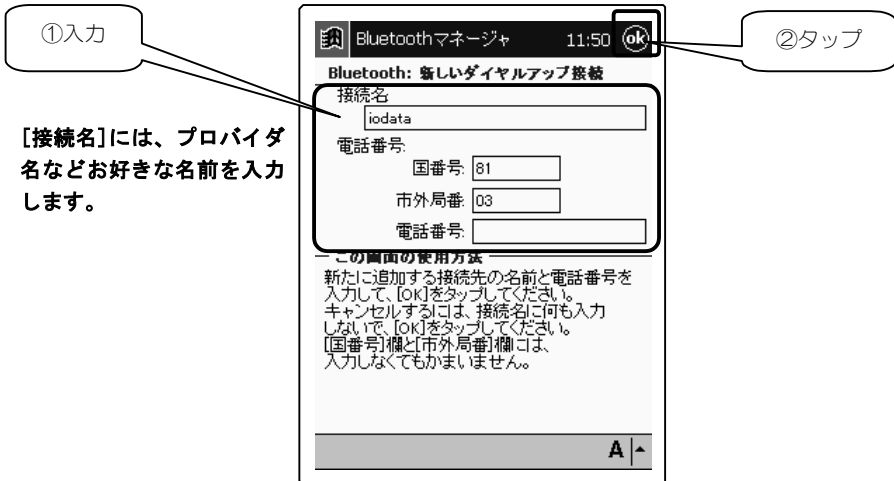 ①入力
Bluetoothマネージャ 11:50 ok
②タップ
Bluetooth: 新しいダイヤルアップ接続
接続名
iodata
[接続名]には、プロバイダ
名などお好きな名前を入力
します。
電話番号:
国番号: 81
市外局番: 03
電話番号:
この画面の使用方法
新たに追加する接続先の名前と電話番号を
入力して、[OK]をタップしてください。
キャンセルするには、接続名に何も入力
しないで、[OK]をタップしてください。
[国番号]欄と[市外局番]欄には、
入力しなくてもかまいません。
A